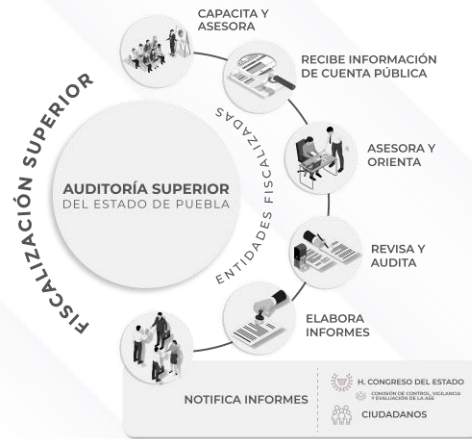 CAPACITA Y
ASESORA
RECIBE INFORMACIÓN
DE CUENTA PÚBLICA
FISCALIZACIÓN SUPERIOR
ENTIDADES FISCALIZADAS
ASESORA Y
ORIENTA
AUDITORÍA SUPERIOR
DEL ESTADO DE PUEBLA
REVISA Y
AUDITA
ELABORA
INFORMES
NOTIFICA INFORMES
H. CONGRESO DEL ESTADO
COMISIÓN DE CONTROL, VIGILANCIA
Y EVALUACIÓN DE LA ASE
CIUDADANOS